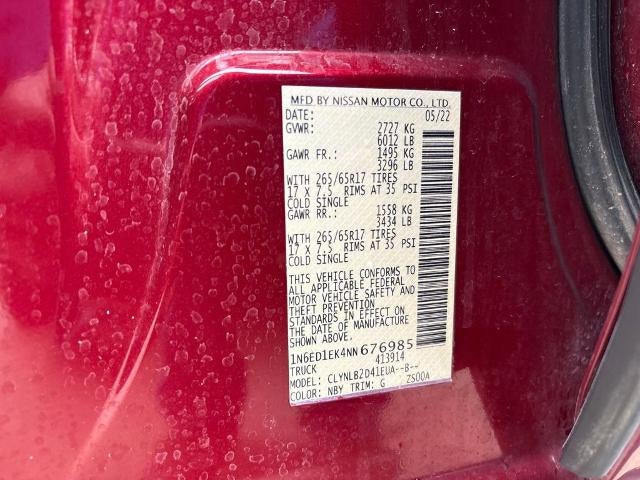 MFD BY NISSAN MOTOR CO., LTD.
DATE: 05/22
GVWR: 2727 KG
6012 LB
GAWR FR.: 1495 KG
3296 LB
WITH 265/65R17 TIRES
17 X 7.5 RIMS AT 35 PSI
COLD SINGLE
GAWR RR.: 1558 KG
3434 LB
WITH 265/65R17 TIRES
17 X 7.5 RIMS AT 35 PSI
COLD SINGLE
THIS VEHICLE CONFORMS TO
ALL APPLICABLE FEDERAL
MOTOR VEHICLE SAFETY AND
THEFT PREVENTION
STANDARDS IN EFFECT ON
THE DATE OF MANUFACTURE
SHOWN ABOVE.
1N6ED1EK4NN676985
TRUCK 413914
MODEL: CLYNLB2D41EUA--B--
COLOR: NBY TRIM: G ZS00A